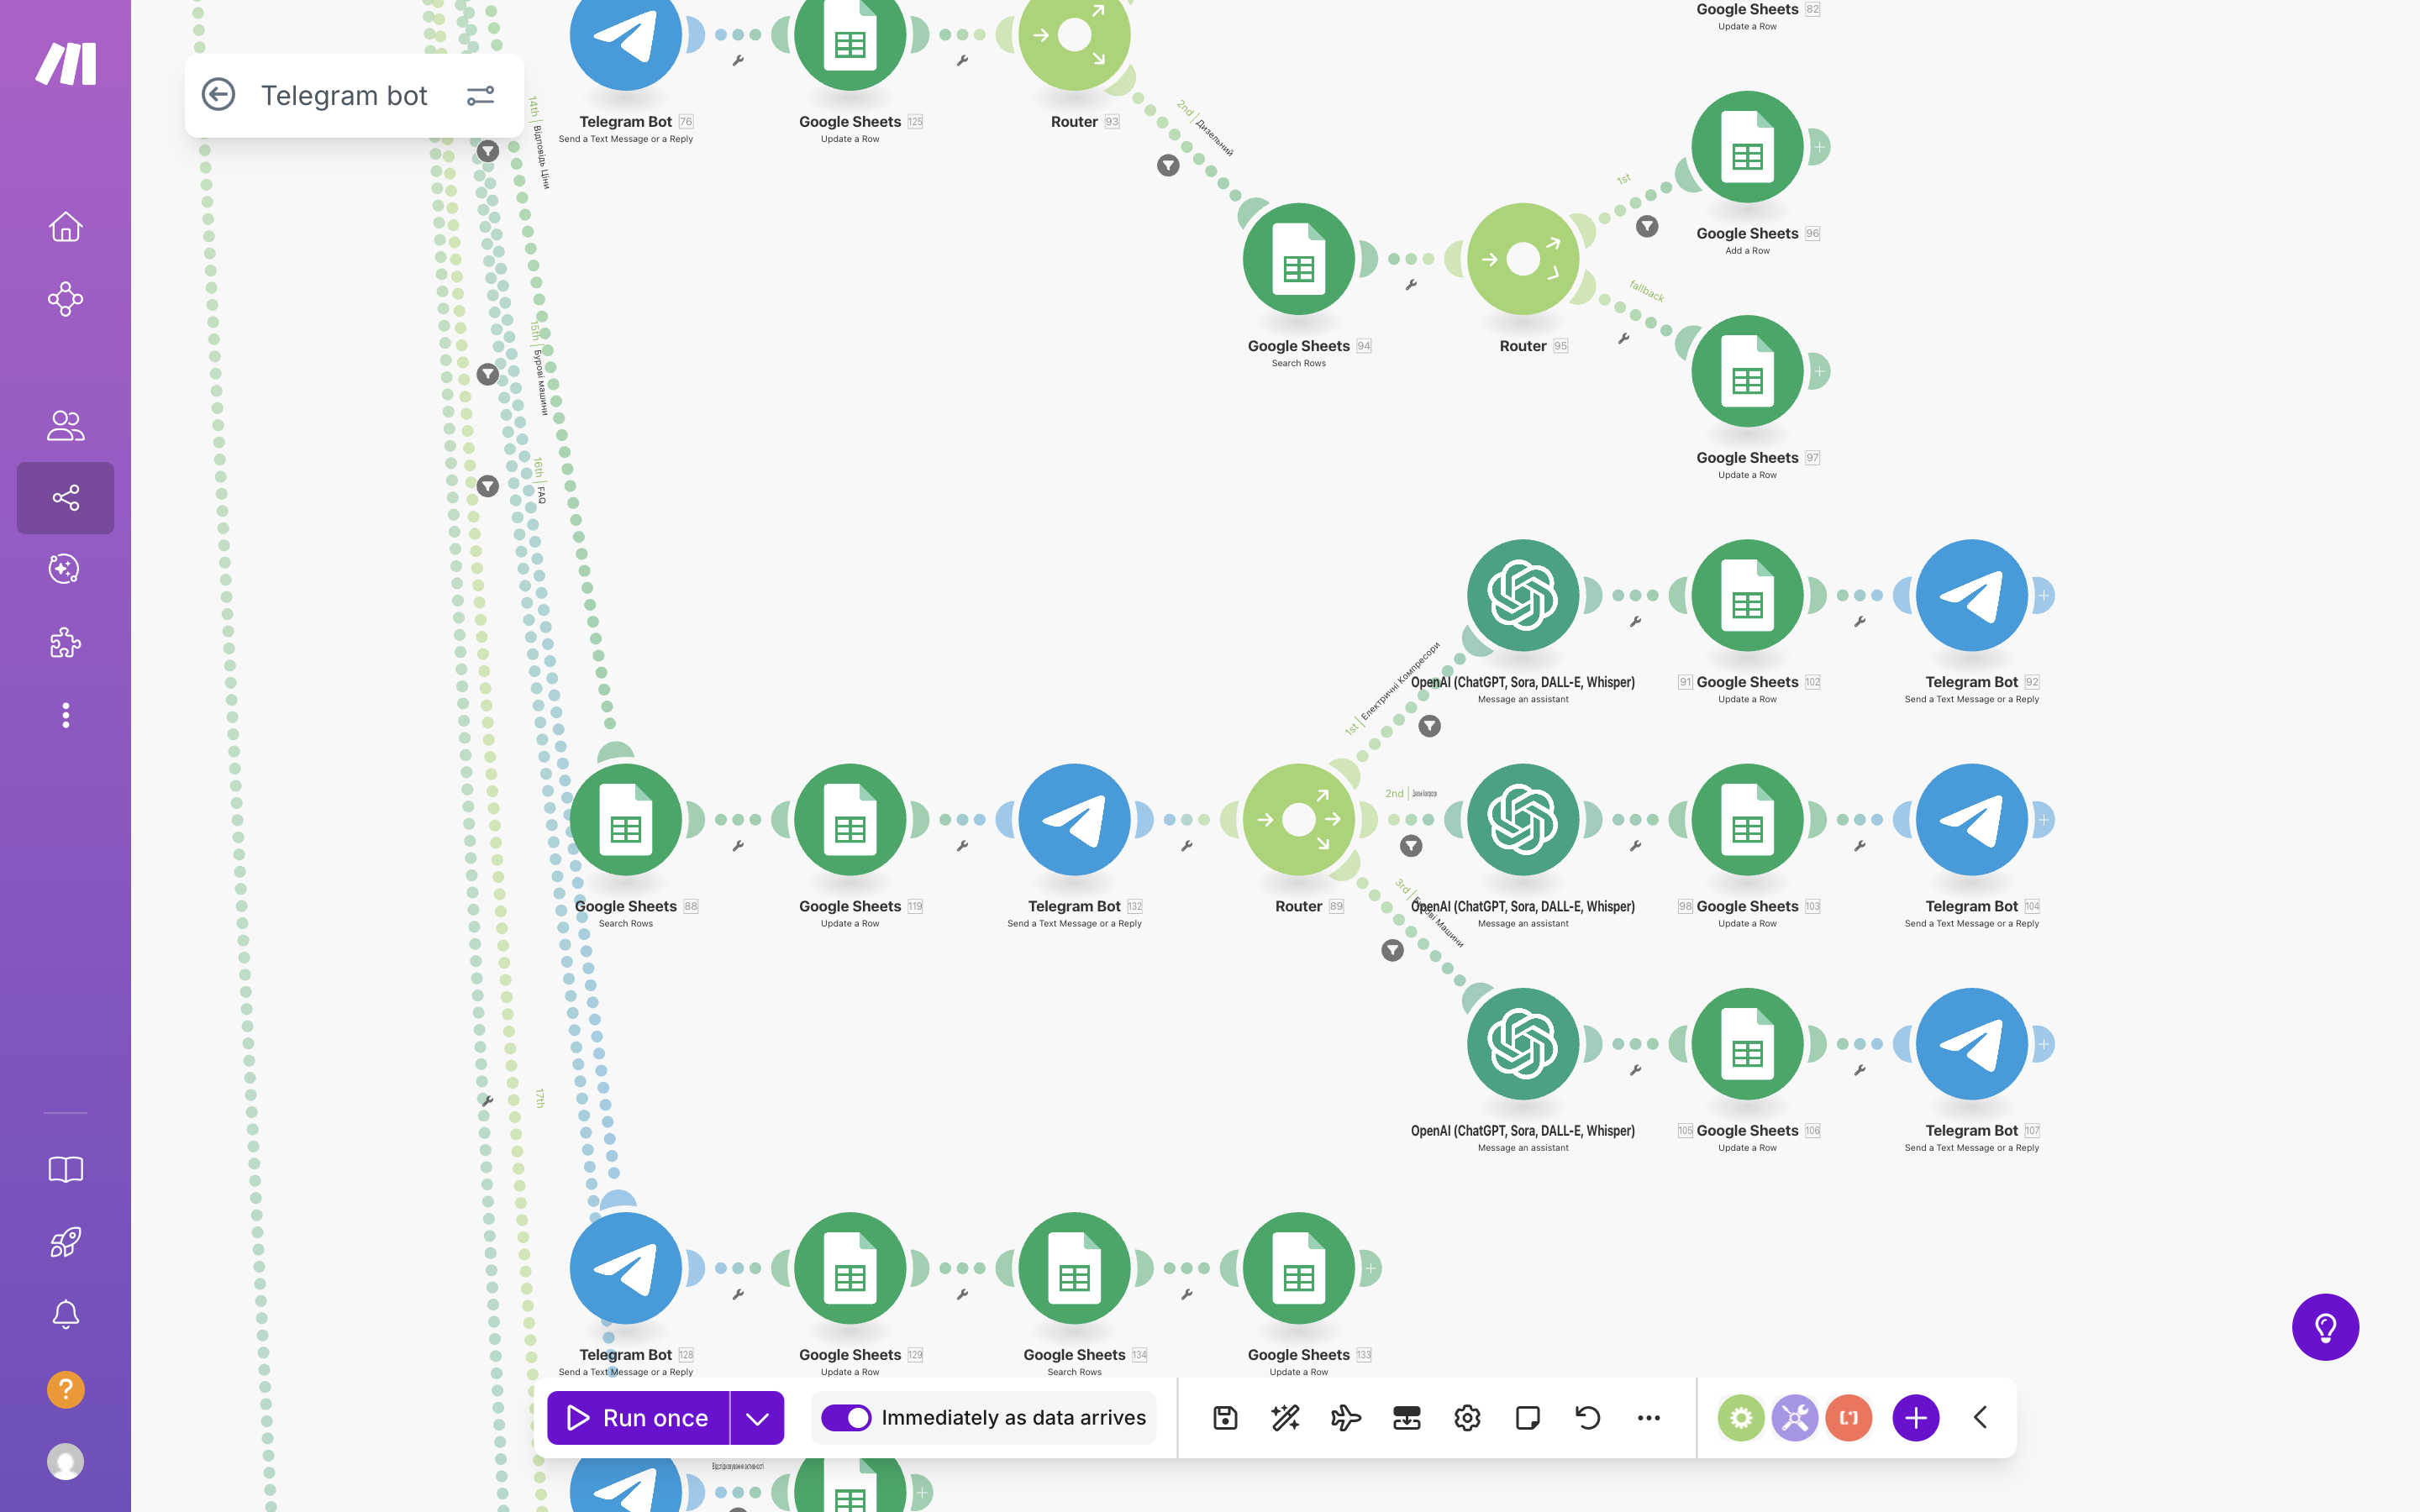 Google Sheets 82
Update a Row
Telegram bot
Telegram Bot 76
Send a Text Message or a Reply
Google Sheets 125
Update a Row
Router 93
2nd | Дизельний
14th | Відповідь Ціни
Google Sheets 96
Add a Row
1st
fallback
Google Sheets 94
Search Rows
Router 95
Google Sheets 97
Update a Row
15th | Бурові машини
16th | FAQ
1st | Електричні Компресори
OpenAI (ChatGPT, Sora, DALL-E, Whisper) 91
Message an assistant
Google Sheets 102
Update a Row
Telegram Bot 92
Send a Text Message or a Reply
2nd |
3rd | Бурові Машини
Google Sheets 88
Search Rows
Google Sheets 119
Update a Row
Telegram Bot 132
Send a Text Message or a Reply
Router 89
OpenAI (ChatGPT, Sora, DALL-E, Whisper) 98
Message an assistant
Google Sheets 103
Update a Row
Telegram Bot 104
Send a Text Message or a Reply
17th
OpenAI (ChatGPT, Sora, DALL-E, Whisper) 105
Message an assistant
Google Sheets 106
Update a Row
Telegram Bot 107
Send a Text Message or a Reply
Telegram Bot 128
Send a Text Message or a Reply
Google Sheets 129
Update a Row
Google Sheets 134
Search Rows
Google Sheets 133
Update a Row
Run once
Immediately as data arrives